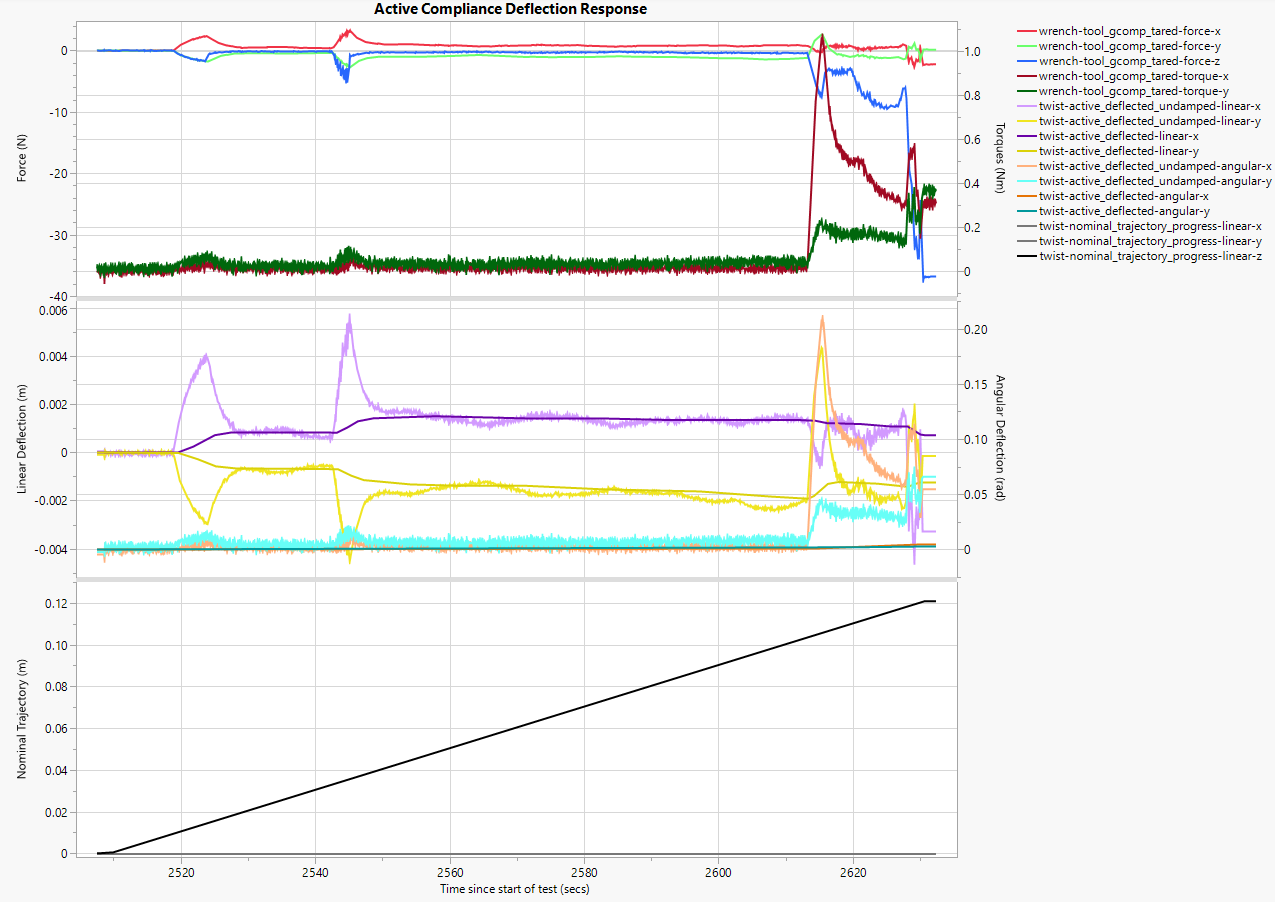 Active Compliance Deflection Response
0
-10
-20
-30
-40
Force (N)
1.0
0.8
0.6
0.4
0.2
0
Torques (Nm)
wrench-tool_gcomp_tared-force-x
wrench-tool_gcomp_tared-force-y
wrench-tool_gcomp_tared-force-z
wrench-tool_gcomp_tared-torque-x
wrench-tool_gcomp_tared-torque-y
twist-active_deflected_undamped-linear-x
twist-active_deflected_undamped-linear-y
twist-active_deflected-linear-x
twist-active_deflected-linear-y
twist-active_deflected_undamped-angular-x
twist-active_deflected_undamped-angular-y
twist-active_deflected-angular-x
twist-active_deflected-angular-y
twist-nominal_trajectory_progress-linear-x
twist-nominal_trajectory_progress-linear-y
twist-nominal_trajectory_progress-linear-z
0.006
0.004
0.002
0
-0.002
-0.004
Linear Deflection (m)
0.20
0.15
0.10
0.05
0
Angular Deflection (rad)
0.12
0.10
0.08
0.06
0.04
0.02
0
Nominal Trajectory (m)
2520 2540 2560 2580 2600 2620
Time since start of test (secs)